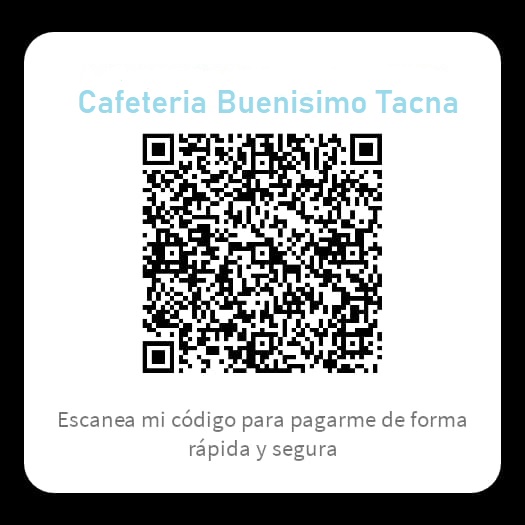 Cafeteria Buenisimo Tacna
Escanea mi código para pagarme de forma
rápida y segura